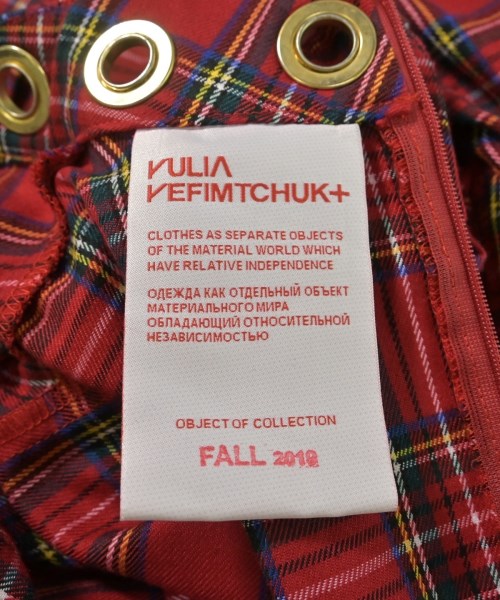 YULIA
YEFIMTCHUK+
CLOTHES AS SEPARATE OBJECTS
OF THE MATERIAL WORLD WHICH
HAVE RELATIVE INDEPENDENCE
ОДЕЖДА КАК ОТДЕЛЬНЫЙ ОБЪЕКТ
МАТЕРИАЛЬНОГО МИРА
ОБЛАДАЮЩИЙ ОТНОСИТЕЛЬНОЙ
НЕЗАВИСИМОСТЬЮ
OBJECT OF COLLECTION
FALL 2018